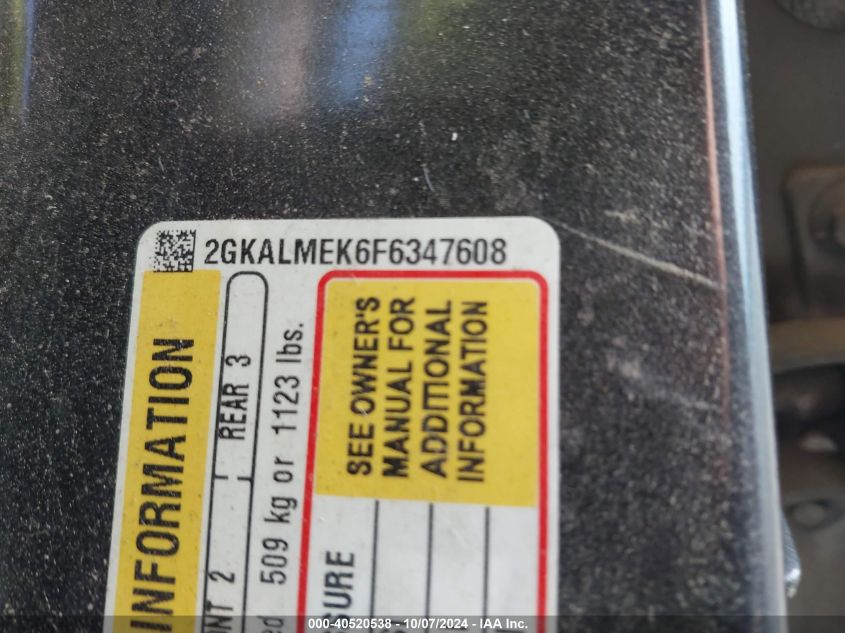 2GKALMEK6F6347608
INFORMATION
NT 2
REAR 3
509 kg or 1123 lbs.
SEE OWNER'S
MANUAL FOR
ADDITIONAL
INFORMATION
SURE
000-40520538 - 10/07/2024 - IAA Inc.